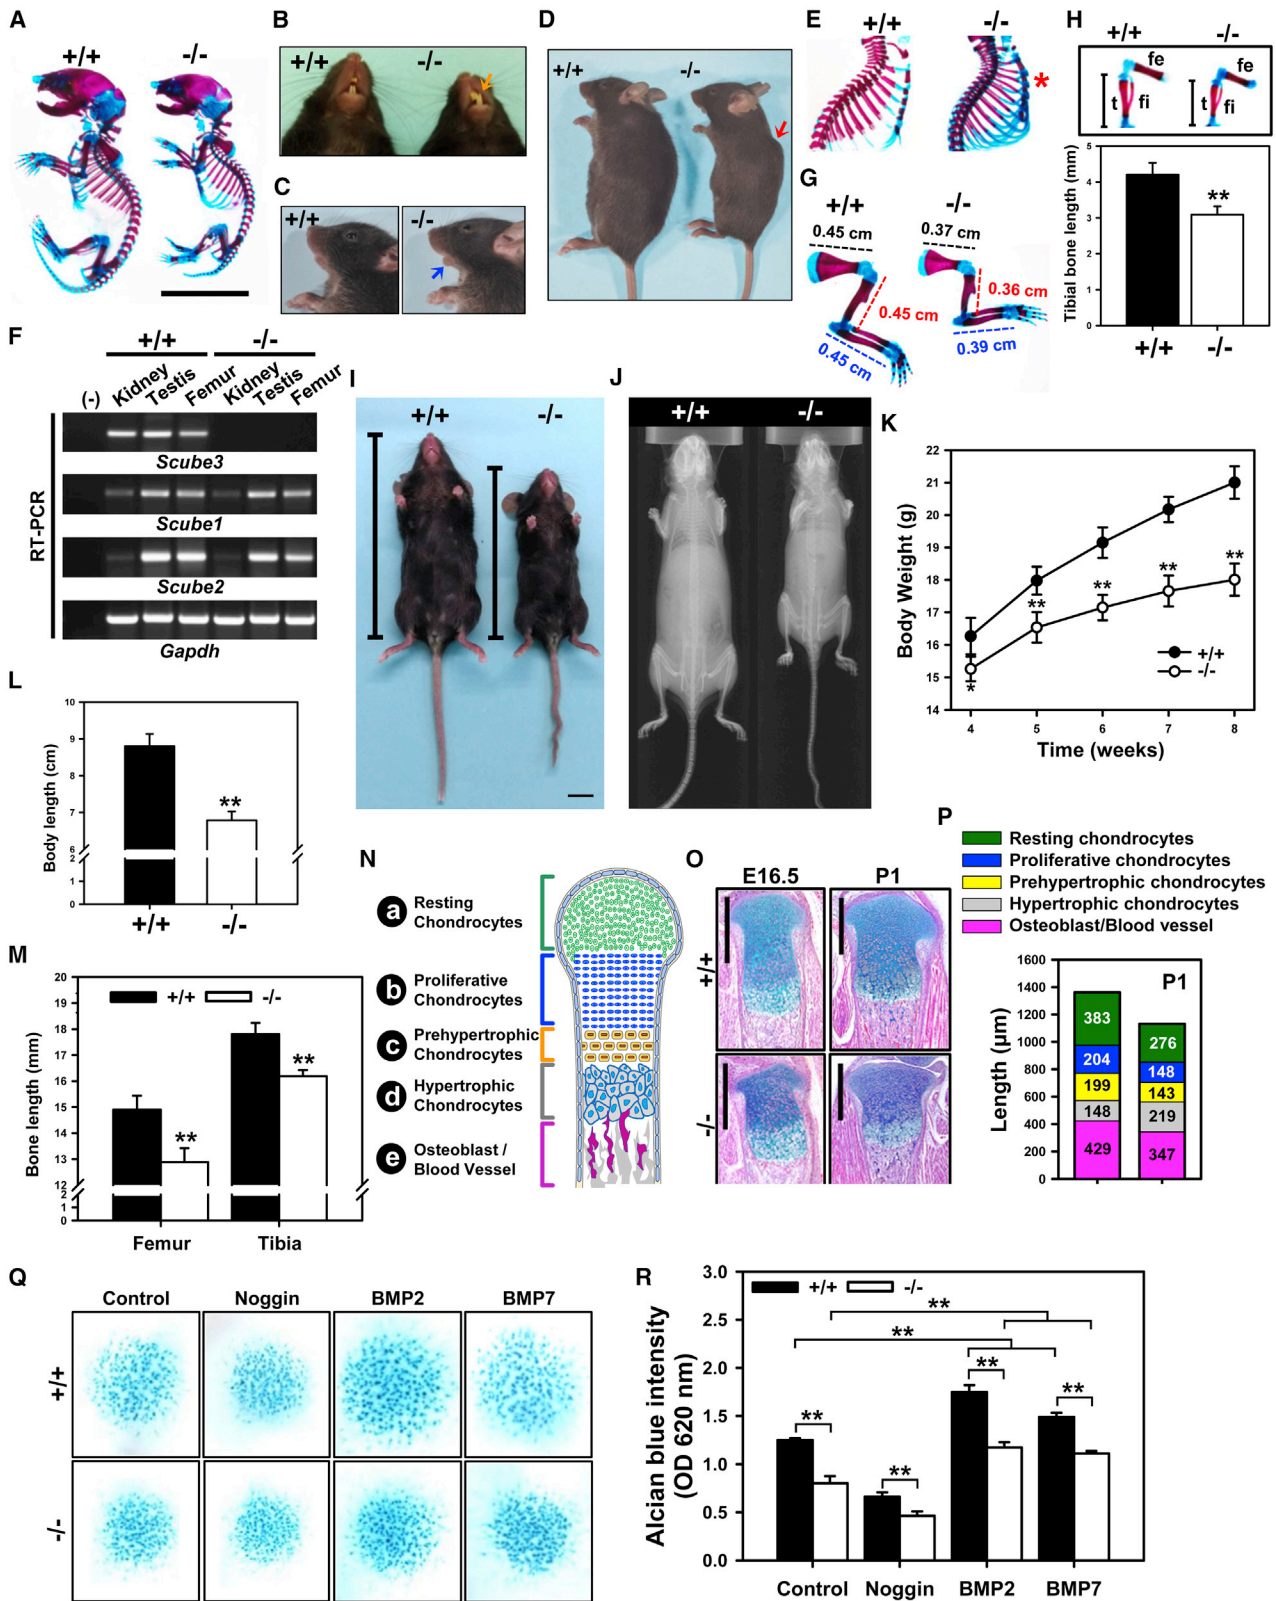 A
+/+
-/-
B
+/+
-/-
C
+/+
-/-
D
+/+
-/-
E
+/+
-/-
*
F
+/+
-/-
(-)
Kidney
Testis
Femur
Kidney
Testis
Femur
RT-PCR
Scube3
Scube1
Scube2
Gapdh
G
+/+
-/-
0.45 cm
0.37 cm
0.45 cm
0.36 cm
0.45 cm
0.39 cm
H
+/+
-/-
fe
fe
t
fi
t
fi
Tibial bone length (mm)
5
4
3
2
1
0
**
+/+
-/-
I
+/+
-/-
J
+/+
-/-
K
Body Weight (g)
22
21
20
19
18
17
16
15
14
*
**
**
**
**
+/+
-/-
4
5
6
7
8
Time (weeks)
L
Body length (cm)
10
9
8
7
6
2
1
0
**
+/+
-/-
M
Bone length (mm)
20
19
18
17
16
15
14
13
12
2
1
0
+/+
-/-
**
**
Femur
Tibia
N
a
Resting
Chondrocytes
b
Proliferative
Chondrocytes
c
Prehypertrophic
Chondrocytes
d
Hypertrophic
Chondrocytes
e
Osteoblast /
Blood Vessel
O
E16.5
P1
+/+
-/-
P
Resting chondrocytes
Proliferative chondrocytes
Prehypertrophic chondrocytes
Hypertrophic chondrocytes
Osteoblast/Blood vessel
Length (μm)
1600
1400
1200
1000
800
600
400
200
0
P1
383
204
199
148
429
276
148
143
219
347
Q
Control
Noggin
BMP2
BMP7
+/+
-/-
R
Alcian blue intensity
(OD 620 nm)
3.0
2.5
2.0
1.5
1.0
0.5
0.0
+/+
-/-
**
**
**
**
**
**
Control
Noggin
BMP2
BMP7